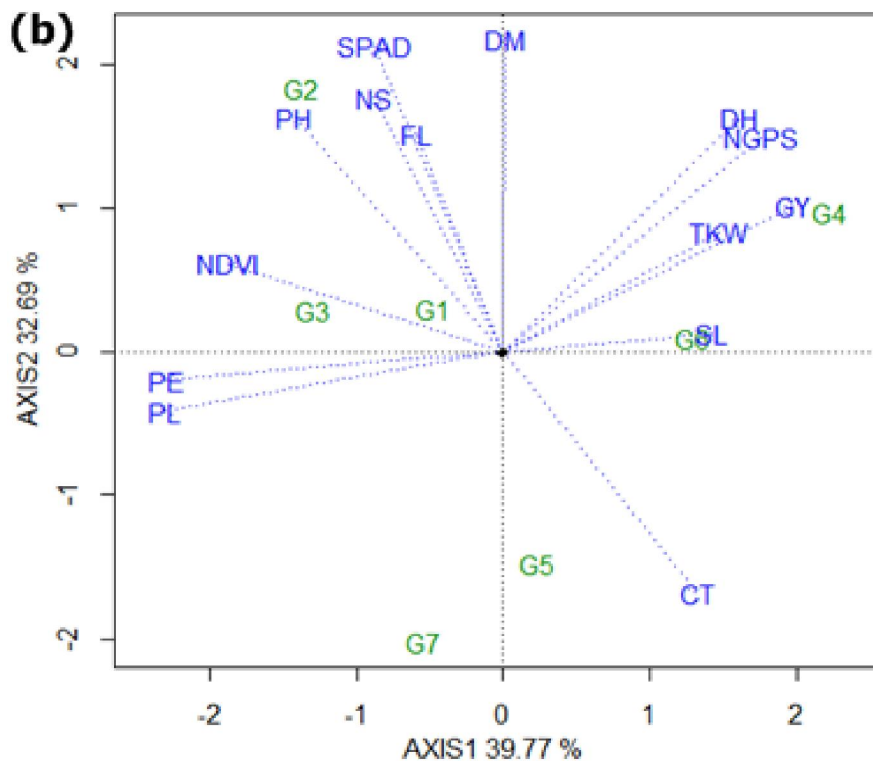 (b)
SPAD
DM
G2
NS
PH
FL
DH
NGPS
GY
G4
TKW
NDVI
G3
G1
SL
PE
PL
G5
CT
G7
2
1
0
-1
-2
AXIS2 32.69 %
-2 -1 0 1 2
AXIS1 39.77 %